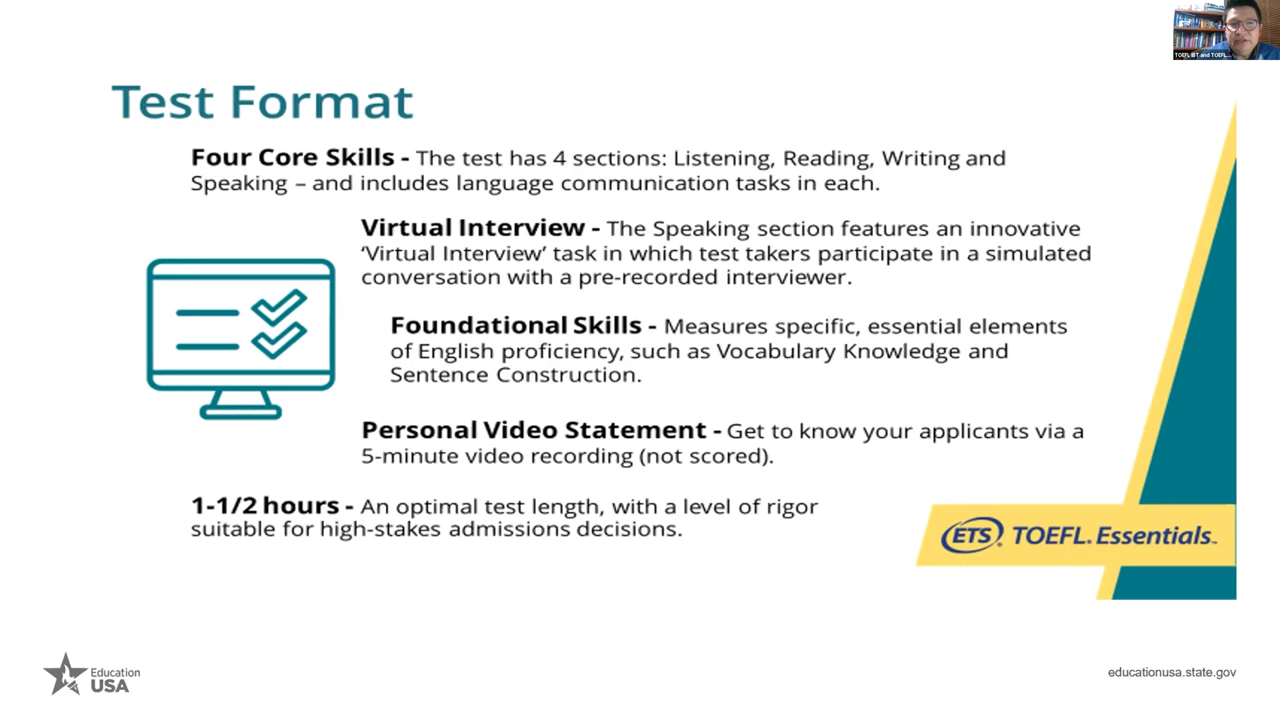 TOEFL iBT and TOEFL...
Test Format
Four Core Skills - The test has 4 sections: Listening, Reading, Writing and
Speaking – and includes language communication tasks in each.
Virtual Interview - The Speaking section features an innovative
‘Virtual Interview’ task in which test takers participate in a simulated
conversation with a pre-recorded interviewer.
Foundational Skills - Measures specific, essential elements
of English proficiency, such as Vocabulary Knowledge and
Sentence Construction.
Personal Video Statement - Get to know your applicants via a
5-minute video recording (not scored).
1-1/2 hours - An optimal test length, with a level of rigor
suitable for high-stakes admissions decisions.
ETS® TOEFL® Essentials™
Education
USA
educationusa.state.gov